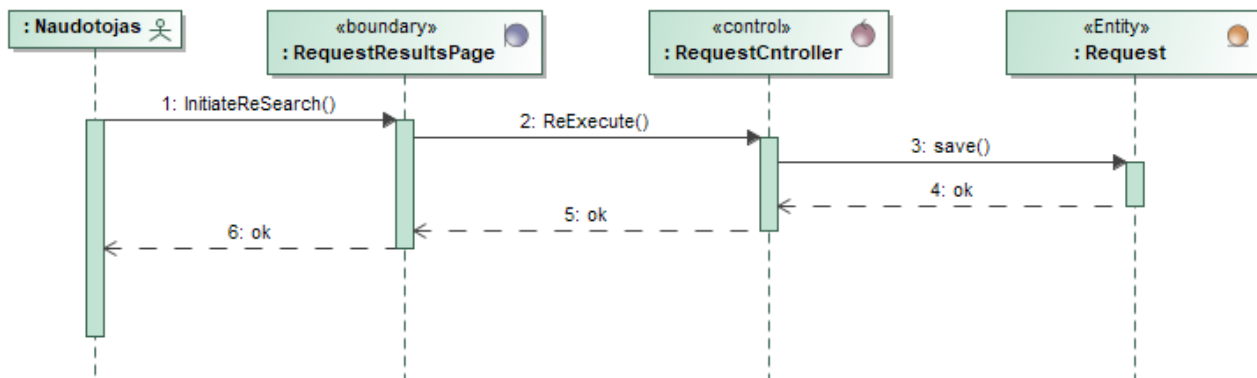 : Naudotojas
«boundary»
: RequestResultsPage
«control»
: RequestCntroller
«Entity»
: Request
1: InitiateReSearch()
2: ReExecute()
3: save()
4: ok
5: ok
6: ok